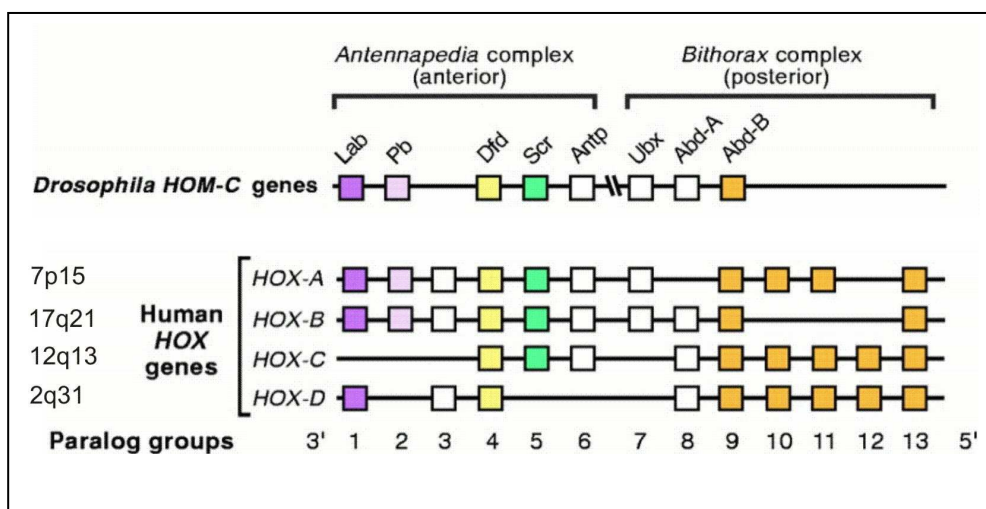 Antennapedia complex
(anterior)
Bithorax complex
(posterior)
Lab Pb Dfd Scr Antp Ubx Abd-A Abd-B
Drosophila HOM-C genes
7p15 HOX-A
17q21 HOX-B
12q13 HOX-C
2q31 HOX-D
Human
HOX
genes
Paralog groups 3' 1 2 3 4 5 6 7 8 9 10 11 12 13 5'